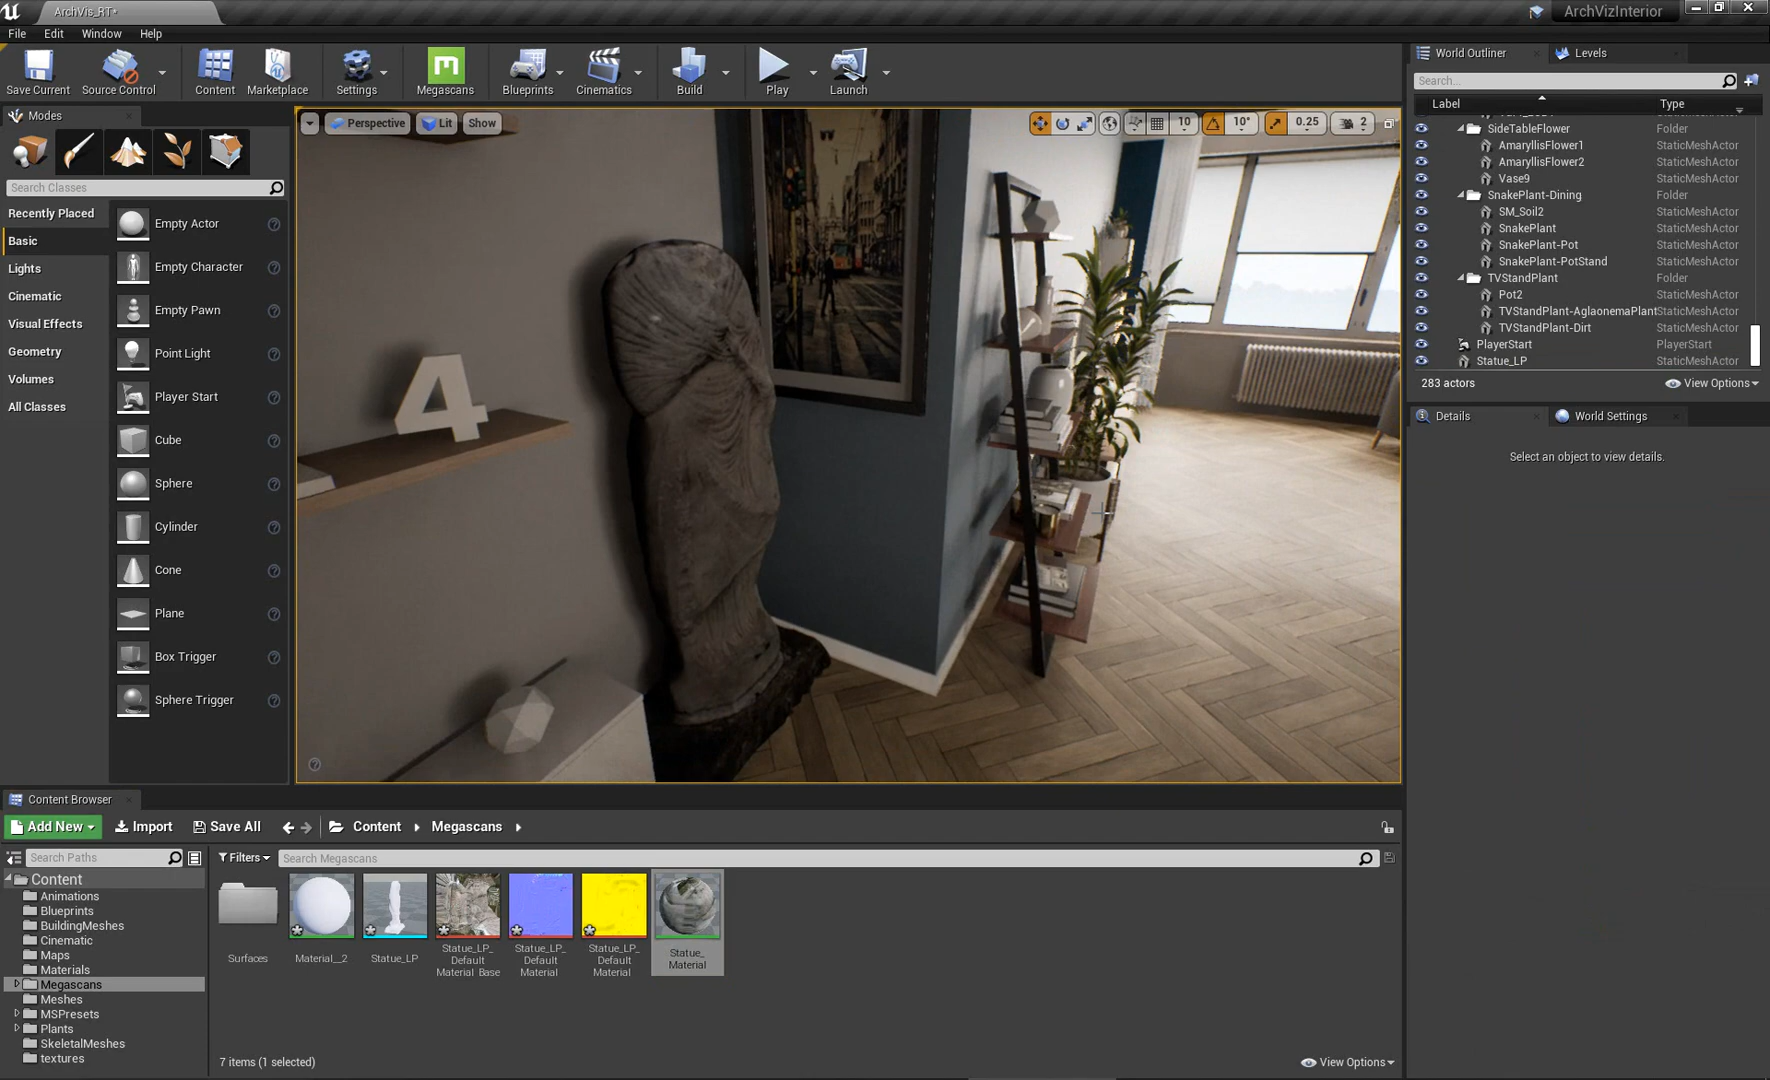 ArchVis_RT*
ArchVizInterior
File Edit Window Help
Save Current
Source Control
Content
Marketplace
Settings
Megascans
Blueprints
Cinematics
Build
Play
Launch
Modes
Search Classes
Recently Placed
Basic
Lights
Cinematic
Visual Effects
Geometry
Volumes
All Classes
Empty Actor
Empty Character
Empty Pawn
Point Light
Player Start
Cube
Sphere
Cylinder
Cone
Plane
Box Trigger
Sphere Trigger
Perspective Lit Show
10 10° 0.25 2
4
World Outliner Levels
Search...
Label Type
SideTableFlower Folder
AmaryllisFlower1 StaticMeshActor
AmaryllisFlower2 StaticMeshActor
Vase9 StaticMeshActor
SnakePlant-Dining Folder
SM_Soil2 StaticMeshActor
SnakePlant StaticMeshActor
SnakePlant-Pot StaticMeshActor
SnakePlant-PotStand StaticMeshActor
TVStandPlant Folder
Pot2 StaticMeshActor
TVStandPlant-AglaonemaPlant StaticMeshActor
TVStandPlant-Dirt StaticMeshActor
PlayerStart PlayerStart
Statue_LP StaticMeshActor
283 actors View Options
Details World Settings
Select an object to view details.
Content Browser
Add New Import Save All Content Megascans
Search Paths
Filters Search Megascans
Content
Animations
Blueprints
BuildingMeshes
Cinematic
Maps
Materials
Megascans
Meshes
MSPresets
Plants
SkeletalMeshes
textures
Surfaces
Material__2
Statue_LP
Statue_LP_
Default
Material_Base
Statue_LP_
Default
Material
Statue_LP_
Default
Material
Statue_
Material
7 items (1 selected)
View Options